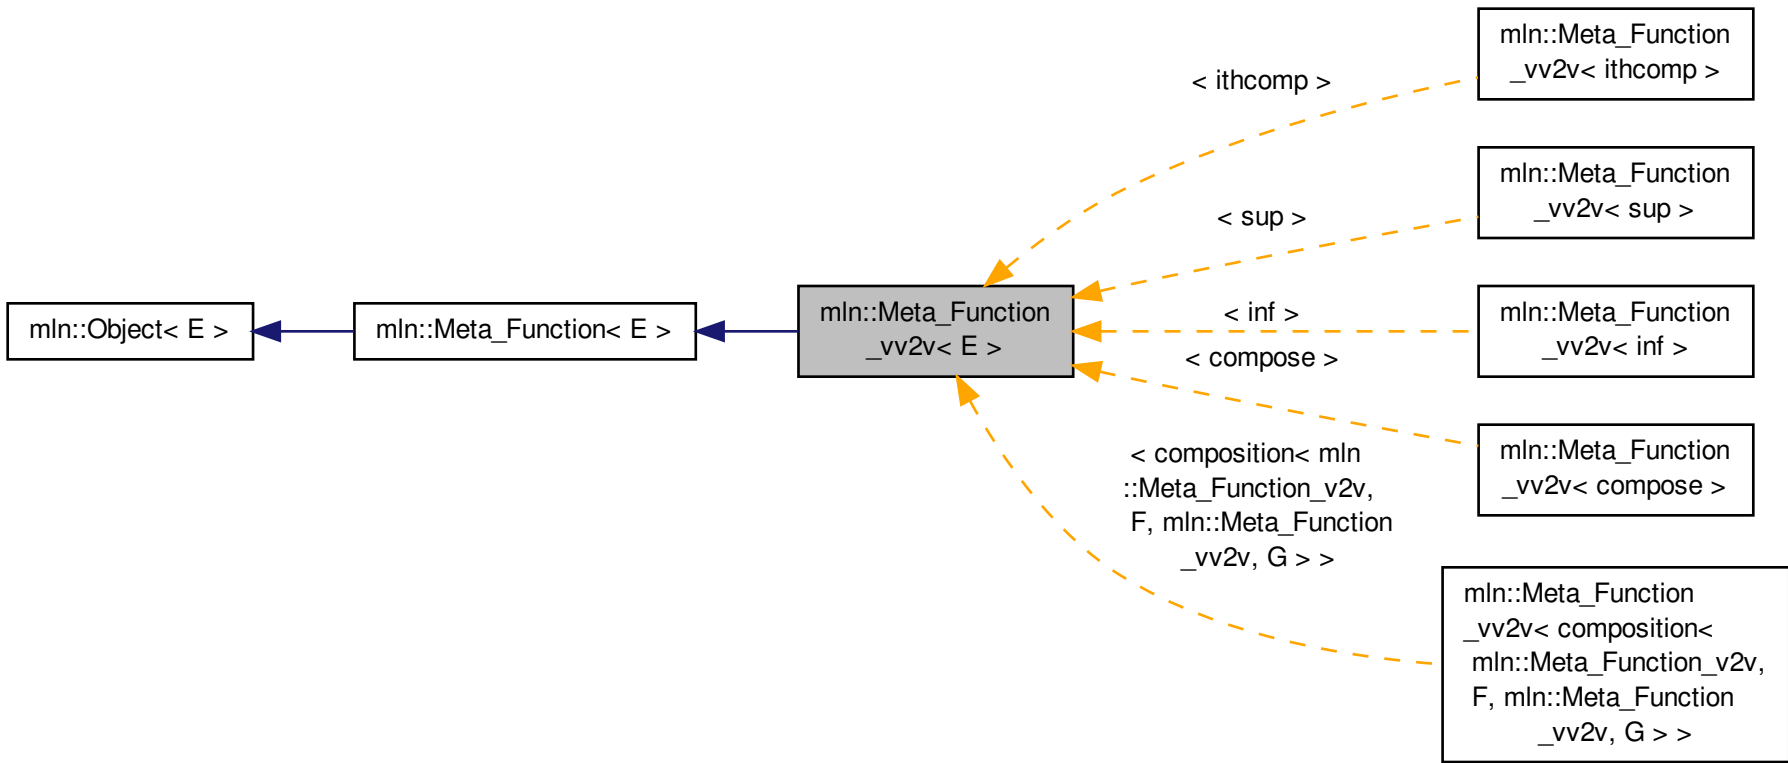 mln::Object< E >
mln::Meta_Function< E >
mln::Meta_Function
_vv2v< E >
< ithcomp >
< sup >
< inf >
< compose >
< composition< mln
::Meta_Function_v2v,
F, mln::Meta_Function
_vv2v, G > >
mln::Meta_Function
_vv2v< ithcomp >
mln::Meta_Function
_vv2v< sup >
mln::Meta_Function
_vv2v< inf >
mln::Meta_Function
_vv2v< compose >
mln::Meta_Function
_vv2v< composition<
mln::Meta_Function_v2v,
F, mln::Meta_Function
_vv2v, G > >